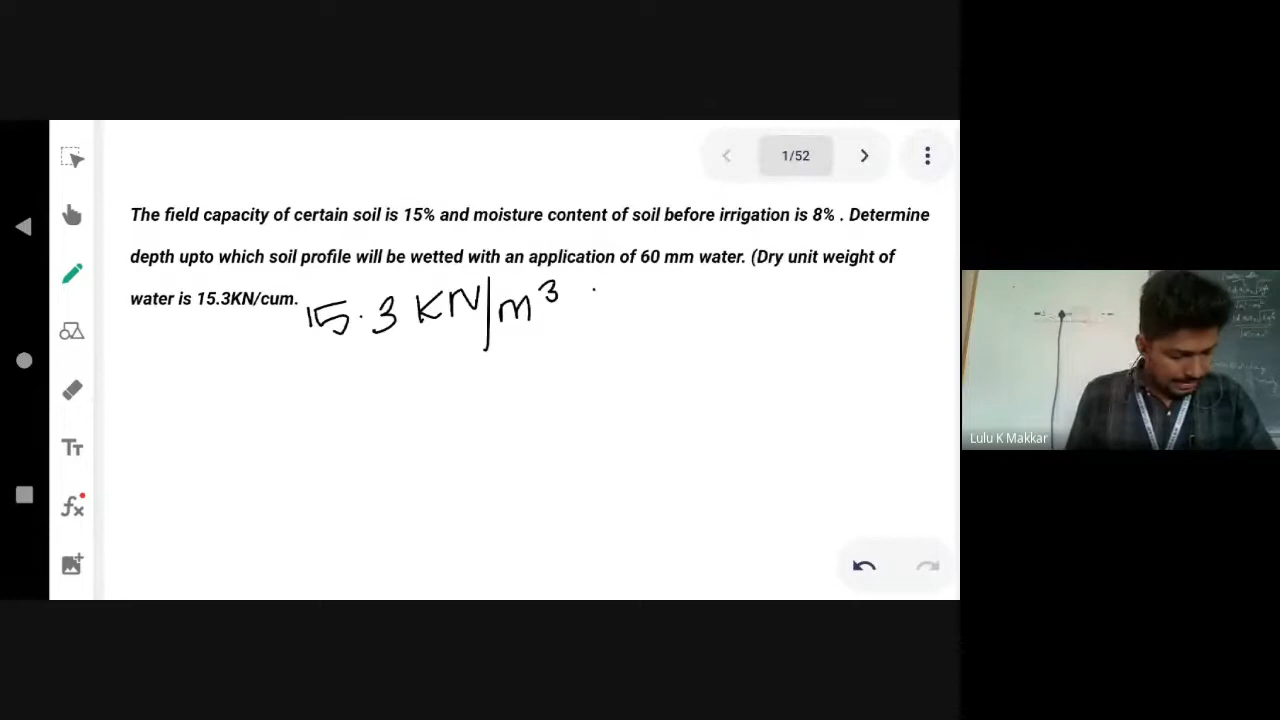 1/52
The field capacity of certain soil is 15% and moisture content of soil before irrigation is 8% . Determine
depth upto which soil profile will be wetted with an application of 60 mm water. (Dry unit weight of
water is 15.3KN/cum.
15.3 KN/m³
TT
fx
Lulu K Makkar